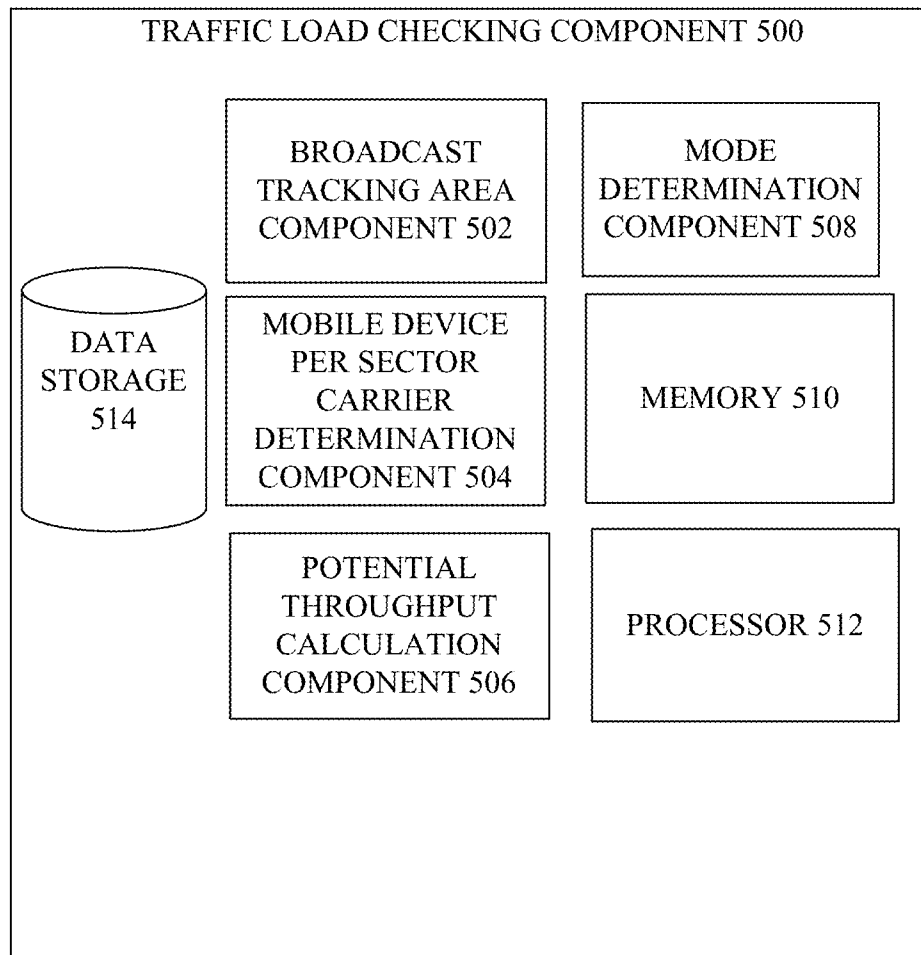 TRAFFIC LOAD CHECKING COMPONENT 500
BROADCAST
TRACKING AREA
COMPONENT 502
MODE
DETERMINATION
COMPONENT 508
DATA
STORAGE
514
MOBILE DEVICE
PER SECTOR
CARRIER
DETERMINATION
COMPONENT 504
MEMORY 510
POTENTIAL
THROUGHPUT
CALCULATION
COMPONENT 506
PROCESSOR 512